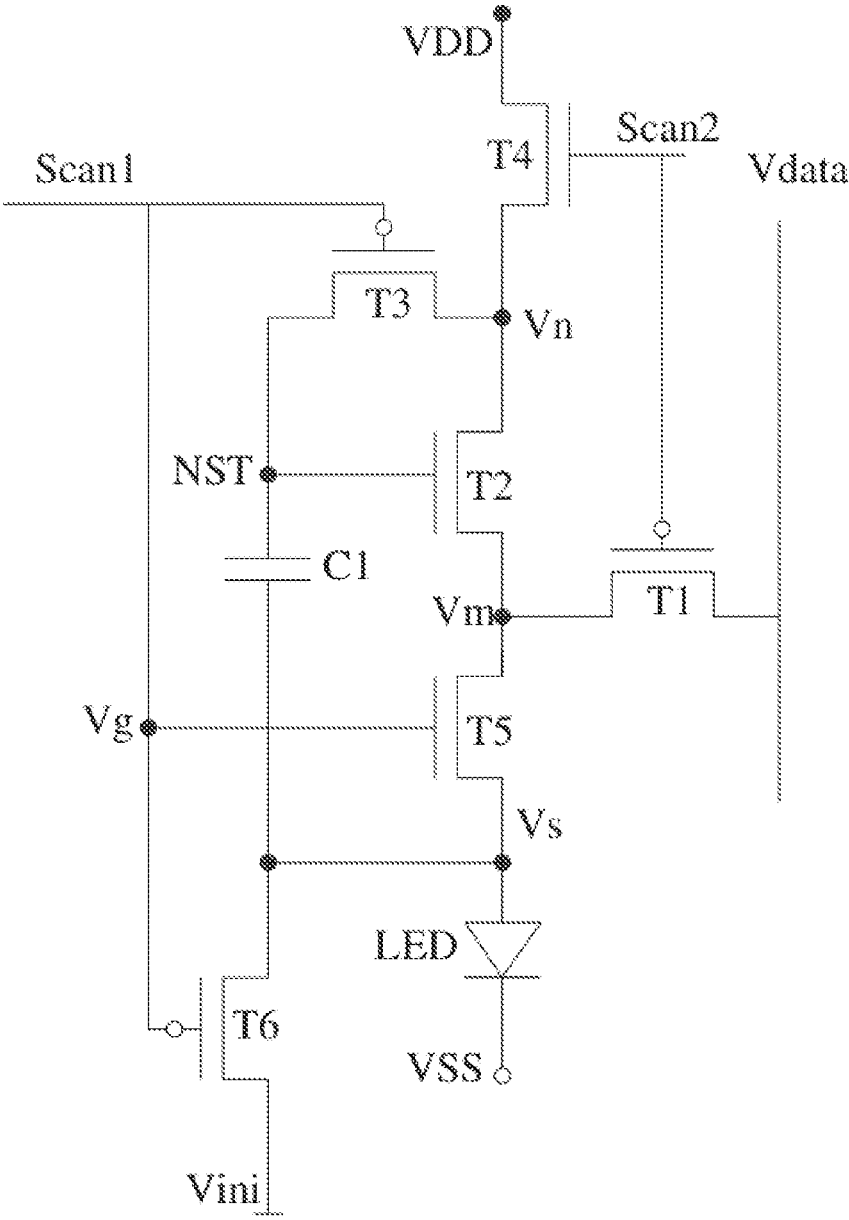 VDD
Scan2
T4
Scan1
Vdata
T3
Vn
NST
T2
C1
Vm
T1
Vg
T5
Vs
LED
T6
VSS
Vini